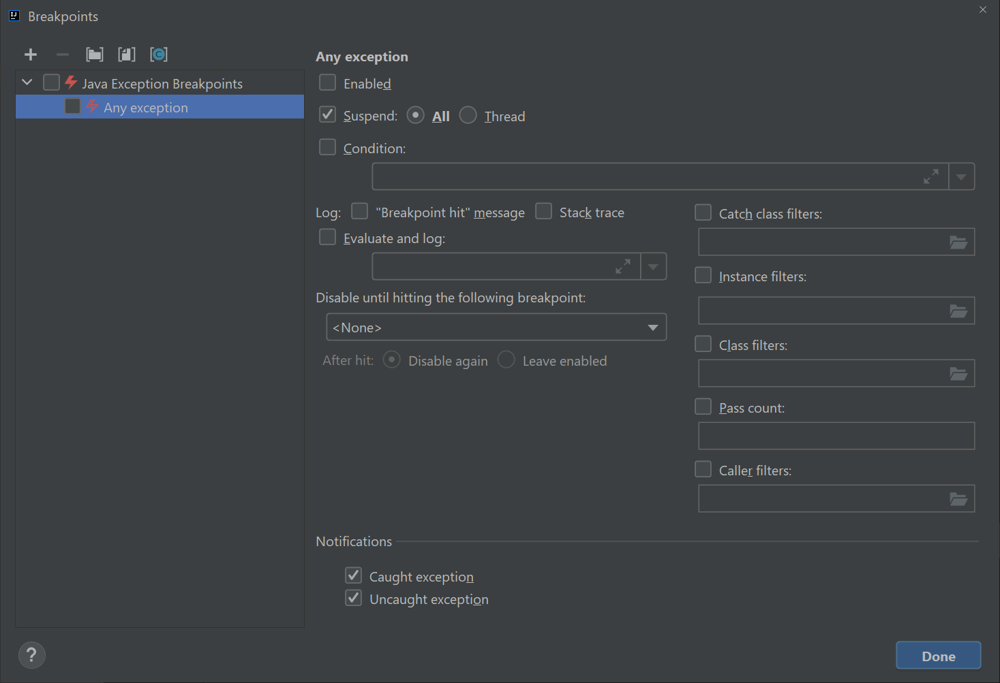 Breakpoints
Java Exception Breakpoints
Any exception
Any exception
Enabled
Suspend: All Thread
Condition:
Log: "Breakpoint hit" message Stack trace
Evaluate and log:
Disable until hitting the following breakpoint:
<None>
After hit: Disable again Leave enabled
Catch class filters:
Instance filters:
Class filters:
Pass count:
Caller filters:
Notifications
Caught exception
Uncaught exception
?
Done